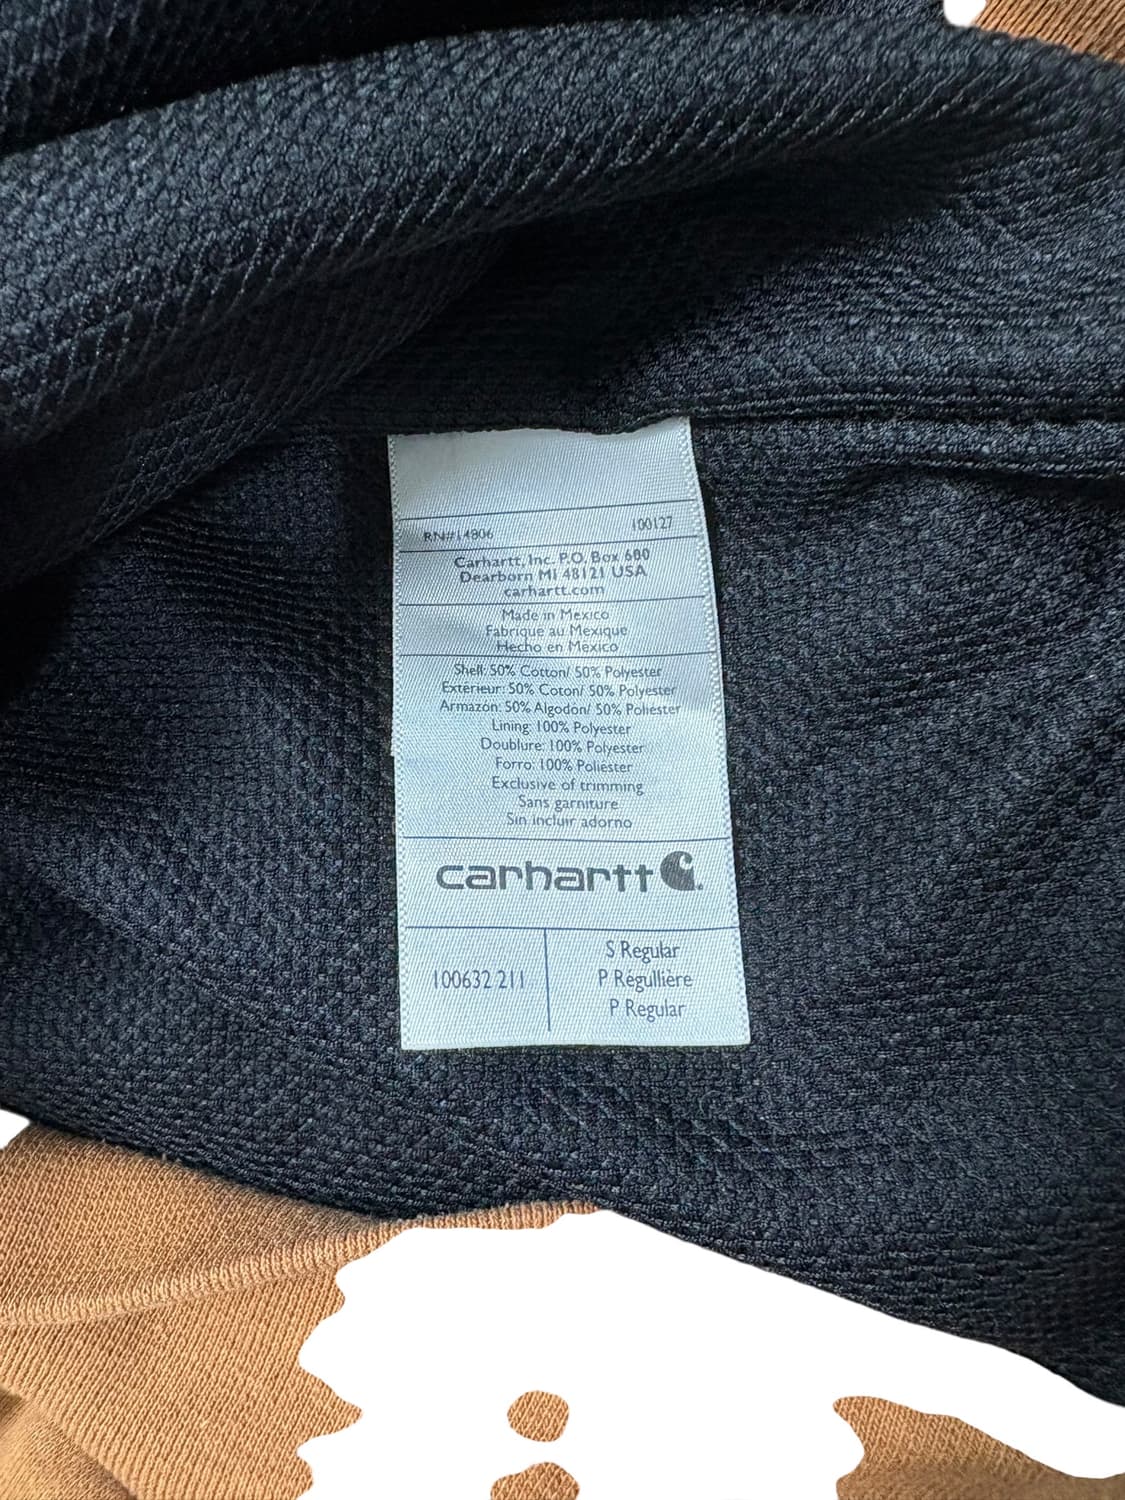 RN#14806 100127
Carhartt, Inc. P.O. Box 600
Dearborn MI 48121 USA
carhartt.com
Made in Mexico
Fabrique au Mexique
Hecho en Mexico
Shell: 50% Cotton/ 50% Polyester
Exterieur: 50% Coton/ 50% Polyester
Armazon: 50% Algodon/ 50% Poliester
Lining: 100% Polyester
Doublure: 100% Polyester
Forro: 100% Poliester
Exclusive of trimming
Sans garniture
Sin incluir adorno
carhartt
100632 211
S Regular
P Régullière
P Regular